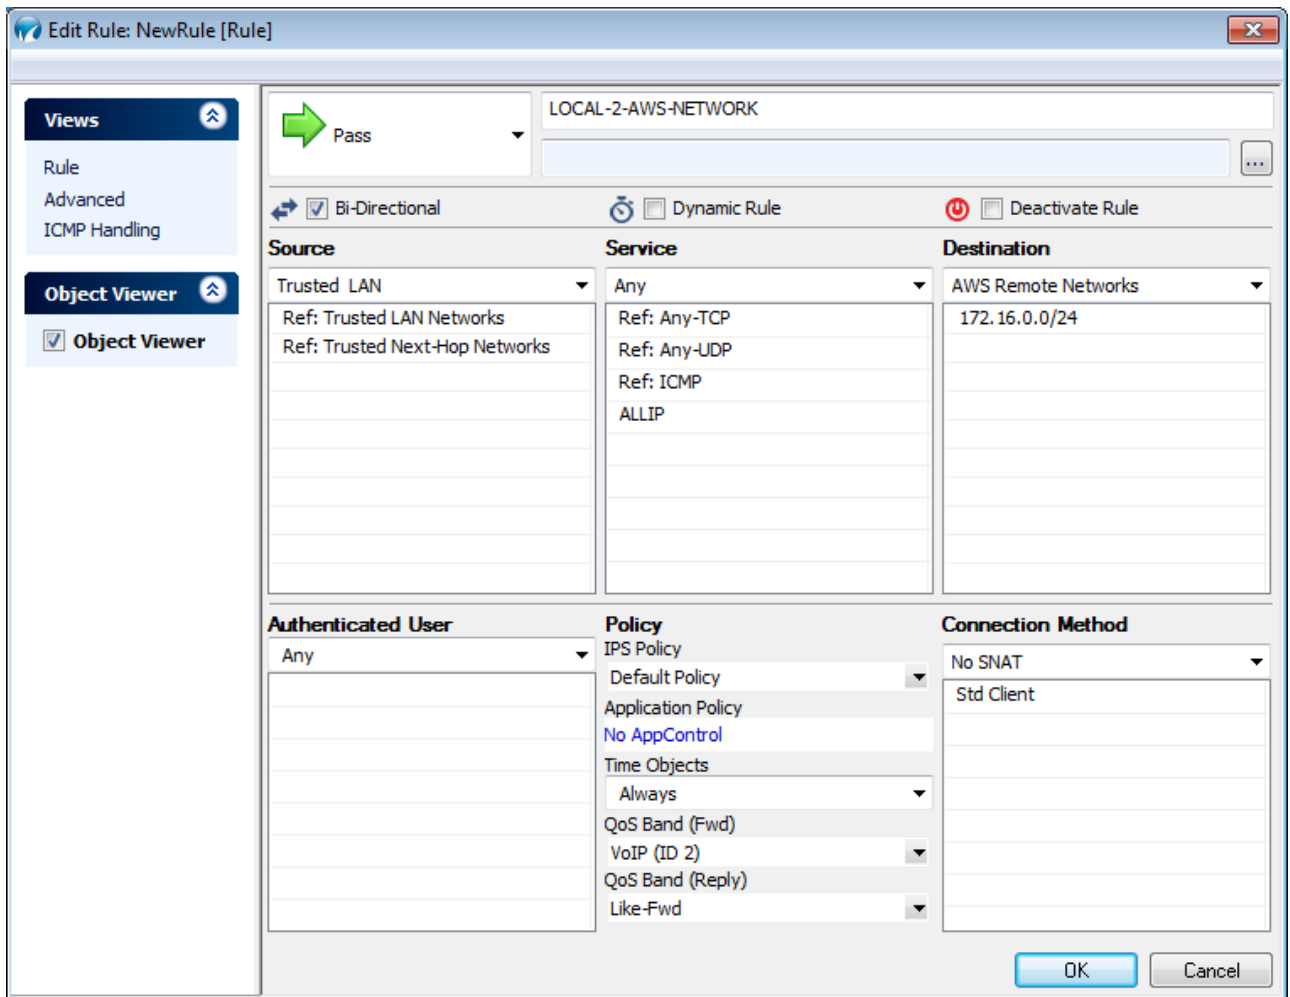 Edit Rule: NewRule [Rule]
Views
Rule
Advanced
ICMP Handling
Object Viewer
Object Viewer
Pass
LOCAL-2-AWS-NETWORK
...
Bi-Directional
Dynamic Rule
Deactivate Rule
Source
Trusted LAN
Ref: Trusted LAN Networks
Ref: Trusted Next-Hop Networks
Service
Any
Ref: Any-TCP
Ref: Any-UDP
Ref: ICMP
ALLIP
Destination
AWS Remote Networks
172.16.0.0/24
Authenticated User
Any
Policy
IPS Policy
Default Policy
Application Policy
No AppControl
Time Objects
Always
QoS Band (Fwd)
VoIP (ID 2)
QoS Band (Reply)
Like-Fwd
Connection Method
No SNAT
Std Client
OK
Cancel